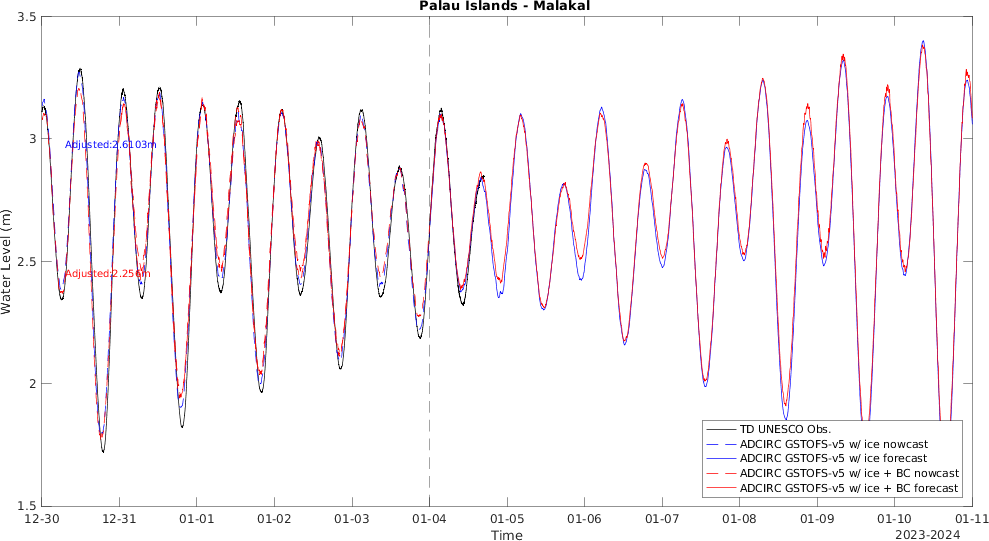 Palau Islands - Malakal
3.5
3
2.5
2
1.5
Water Level (m)
Adjusted:2.6103m
Adjusted:2.256m
TD UNESCO Obs.
ADCIRC GSTOFS-v5 w/ ice nowcast
ADCIRC GSTOFS-v5 w/ ice forecast
ADCIRC GSTOFS-v5 w/ ice + BC nowcast
ADCIRC GSTOFS-v5 w/ ice + BC forecast
12-30 12-31 01-01 01-02 01-03 01-04 01-05 01-06 01-07 01-08 01-09 01-10 01-11
Time
2023-2024